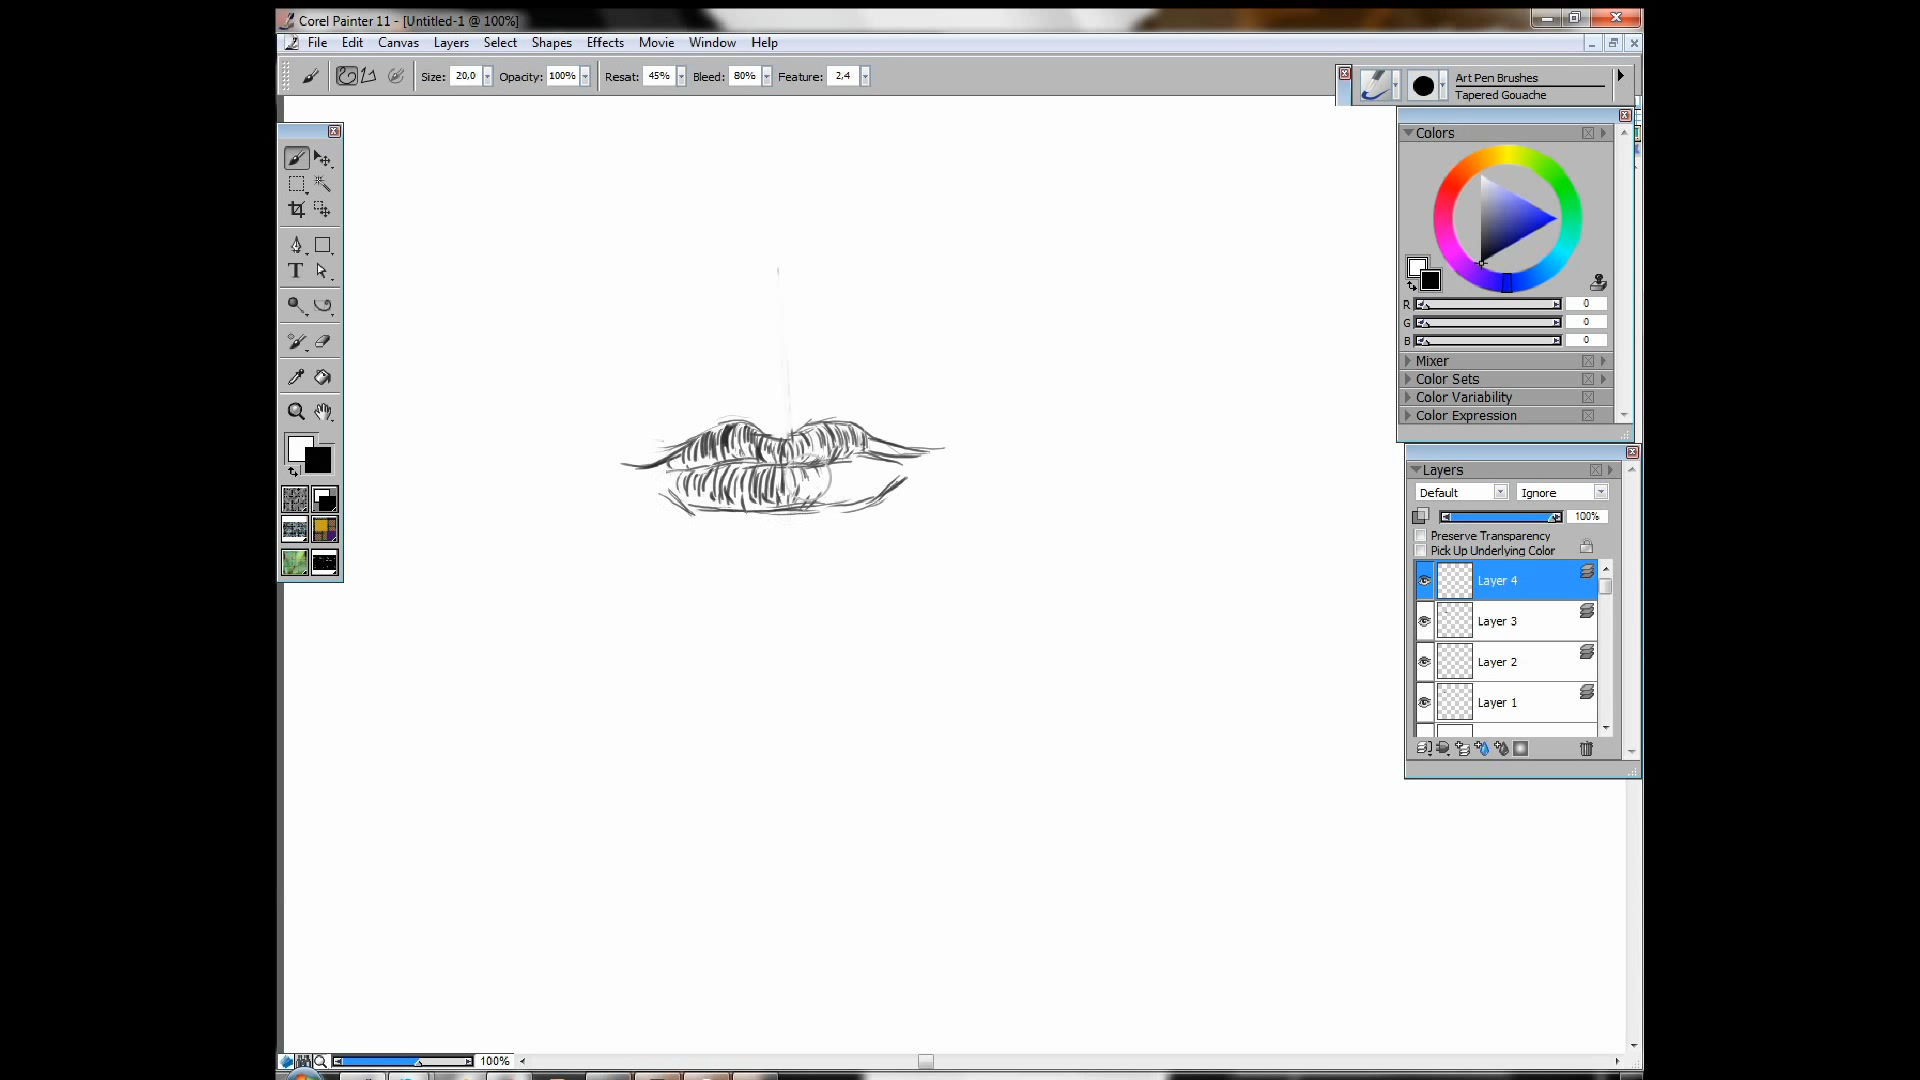 Corel Painter 11 - [Untitled-1 @ 100%]
File Edit Canvas Layers Select Shapes Effects Movie Window Help
Size: 20,0 Opacity: 100% Resat: 45% Bleed: 80% Feature: 2,4
Art Pen Brushes
Tapered Gouache
Colors
R 0
G 0
B 0
Mixer
Color Sets
Color Variability
Color Expression
Layers
Default Ignore
100%
Preserve Transparency
Pick Up Underlying Color
Layer 4
Layer 3
Layer 2
Layer 1
T
100%